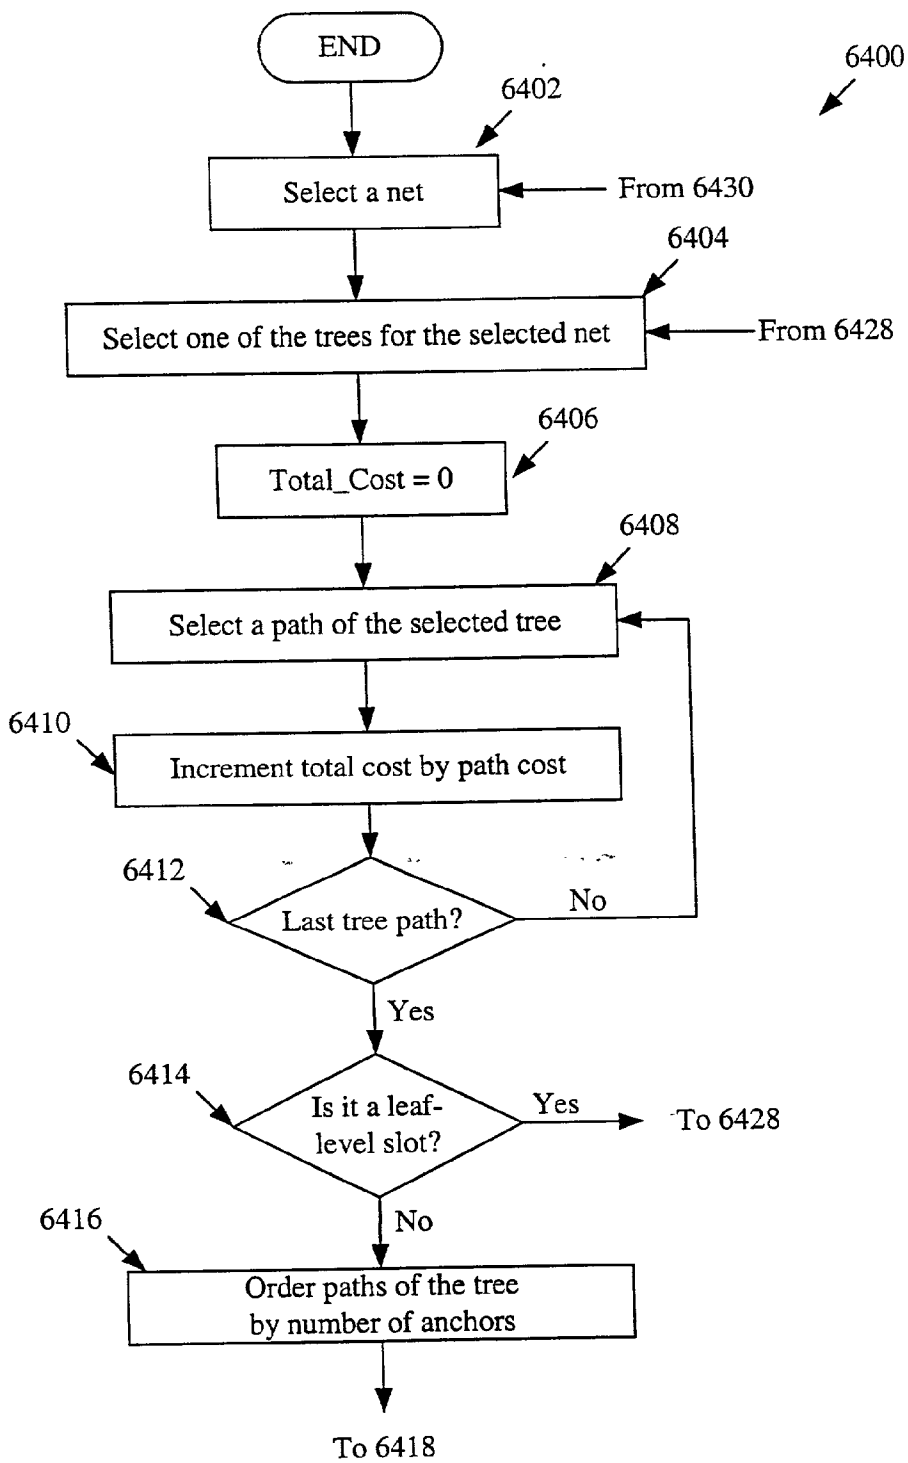 END
6400
6402
Select a net
From 6430
6404
Select one of the trees for the selected net
From 6428
6406
Total_Cost = 0
6408
Select a path of the selected tree
6410
Increment total cost by path cost
6412
Last tree path?
No
Yes
6414
Is it a leaf-
level slot?
Yes
To 6428
No
6416
Order paths of the tree
by number of anchors
To 6418